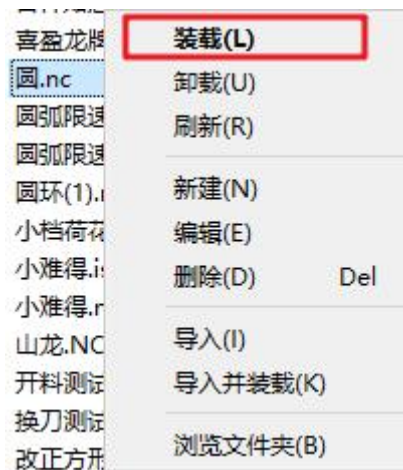 喜盈龙牌
圆.nc
圆弧限速
圆弧限速
圆环(1).
小档荷花
小难得.is
小难得.n
山龙.NC
开料测试
换刀测试
改正方形
装载(L)
卸载(U)
刷新(R)
新建(N)
编辑(E)
删除(D) Del
导入(I)
导入并装载(K)
浏览文件夹(B)